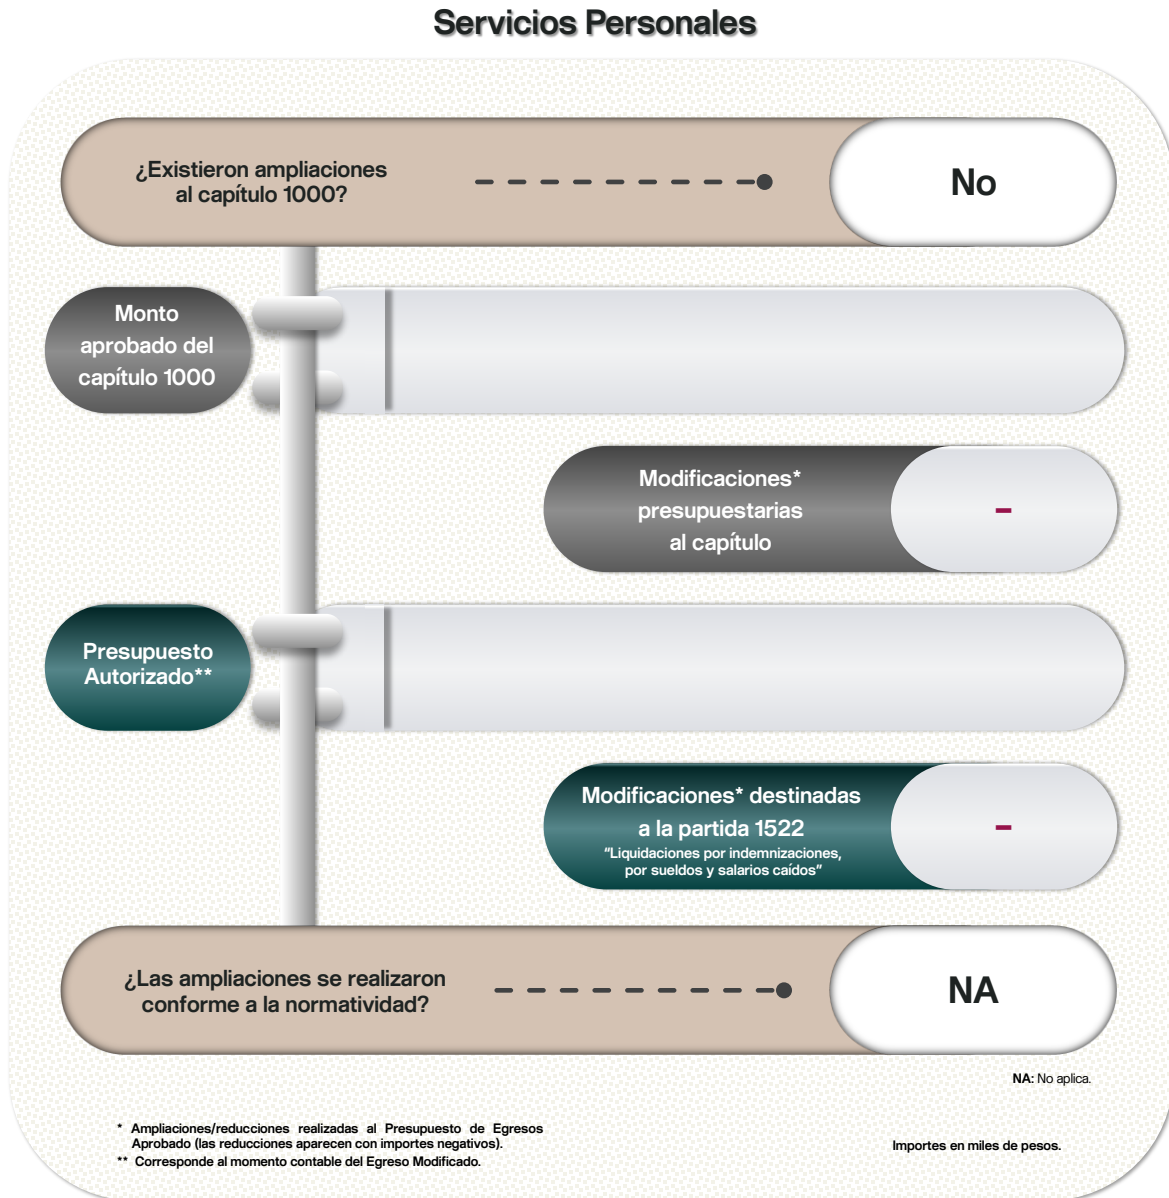 Servicios Personales
¿Existieron ampliaciones
al capítulo 1000?
No
Monto
aprobado del
capítulo 1000
Modificaciones*
presupuestarias
al capítulo
–
Presupuesto
Autorizado**
Modificaciones* destinadas
a la partida 1522
"Liquidaciones por indemnizaciones,
por sueldos y salarios caídos"
–
¿Las ampliaciones se realizaron
conforme a la normatividad?
NA
NA: No aplica.
* Ampliaciones/reducciones realizadas al Presupuesto de Egresos
Aprobado (las reducciones aparecen con importes negativos).
** Corresponde al momento contable del Egreso Modificado.
Importes en miles de pesos.